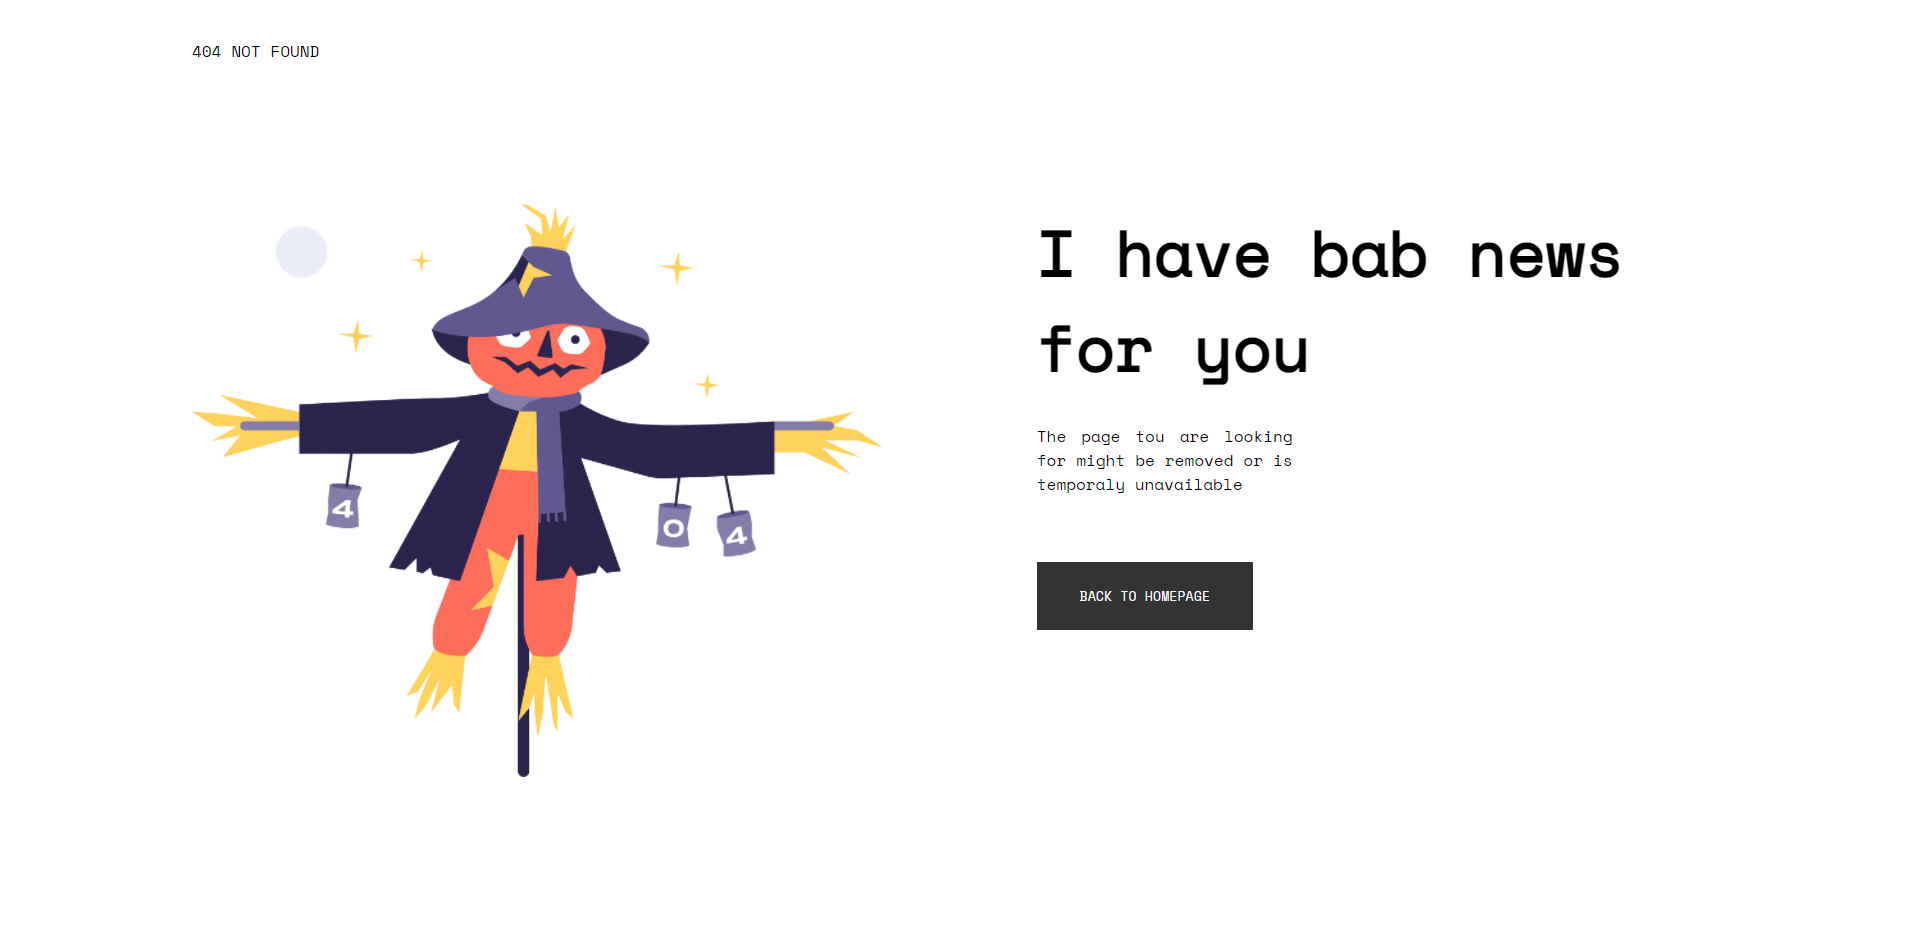 404 NOT FOUND
I have bab news
for you
The page tou are looking
for might be removed or is
temporaly unavailable
4
0
4
BACK TO HOMEPAGE